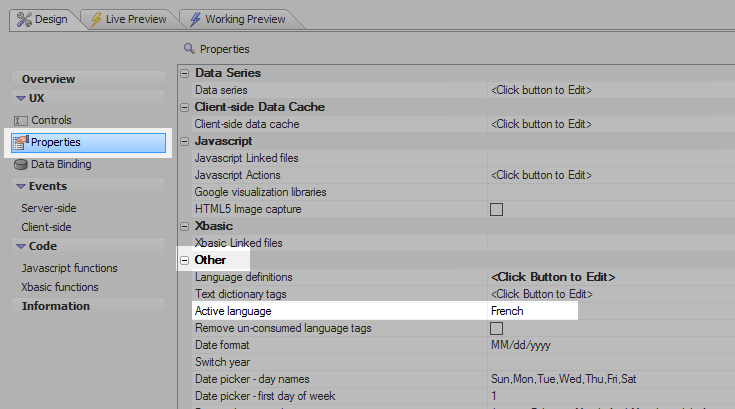 Design Live Preview Working Preview
Properties
Overview
UX
Controls
Properties
Data Binding
Events
Server-side
Client-side
Code
Javascript functions
Xbasic functions
Information
Data Series
Data series <Click button to Edit>
Client-side Data Cache
Client-side data cache <Click button to Edit>
Javascript
Javascript Linked files
Javascript Actions <Click button to Edit>
Google visualization libraries
HTML5 Image capture
Xbasic
Xbasic Linked files
Other
Language definitions <Click Button to Edit>
Text dictionary tags <Click Button to Edit>
Active language French
Remove un-consumed language tags
Date format MM/dd/yyyy
Switch year
Date picker - day names Sun,Mon,Tue,Wed,Thu,Fri,Sat
Date picker - first day of week 1